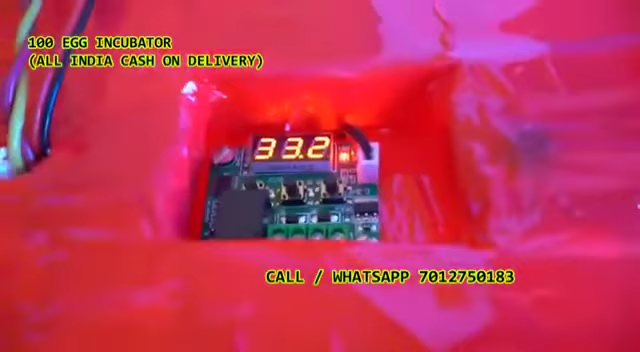 100 EGG INCUBATOR
(ALL INDIA CASH ON DELIVERY)
33.2
CALL / WHATSAPP 7012750183